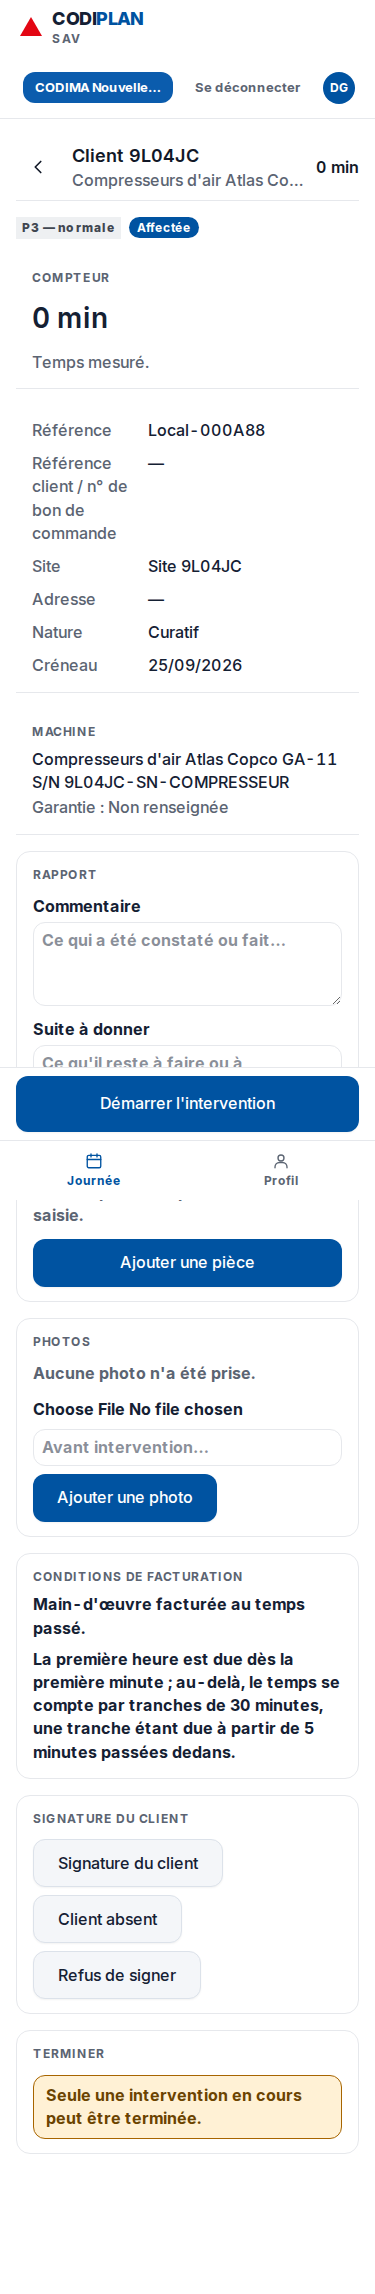 CODIPLAN
SAV
CODIMA Nouvelle...
Se déconnecter
DG
Client 9L04JC
Compresseurs d'air Atlas Co...
0 min
P3 — normale
Affectée
COMPTEUR
0 min
Temps mesuré.
Référence
Local-000A88
Référence
client / n° de
bon de
commande
—
Site
Site 9L04JC
Adresse
—
Nature
Curatif
Créneau
25/09/2026
MACHINE
Compresseurs d'air Atlas Copco GA-11
S/N 9L04JC-SN-COMPRESSEUR
Garantie : Non renseignée
RAPPORT
Commentaire
Ce qui a été constaté ou fait...
Suite à donner
Ce qu'il reste à faire ou à
Démarrer l'intervention
Journée
Profil
saisie.
Ajouter une pièce
PHOTOS
Aucune photo n'a été prise.
Choose File No file chosen
Avant intervention...
Ajouter une photo
CONDITIONS DE FACTURATION
Main-d'œuvre facturée au temps
passé.
La première heure est due dès la
première minute ; au-delà, le temps se
compte par tranches de 30 minutes,
une tranche étant due à partir de 5
minutes passées dedans.
SIGNATURE DU CLIENT
Signature du client
Client absent
Refus de signer
TERMINER
Seule une intervention en cours
peut être terminée.